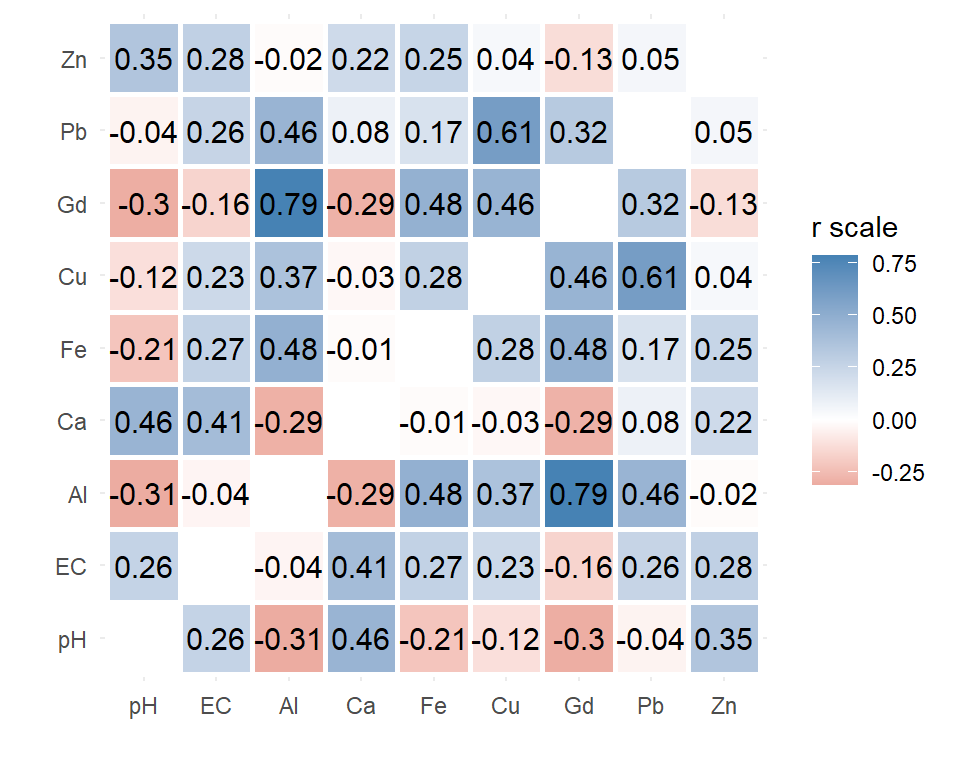 Zn 0.35 0.28 -0.02 0.22 0.25 0.04 -0.13 0.05
Pb -0.04 0.26 0.46 0.08 0.17 0.61 0.32 0.05
Gd -0.3 -0.16 0.79 -0.29 0.48 0.46 0.32 -0.13
Cu -0.12 0.23 0.37 -0.03 0.28 0.46 0.61 0.04
Fe -0.21 0.27 0.48 -0.01 0.28 0.48 0.17 0.25
Ca 0.46 0.41 -0.29 -0.01 -0.03 -0.29 0.08 0.22
Al -0.31 -0.04 -0.29 0.48 0.37 0.79 0.46 -0.02
EC 0.26 -0.04 0.41 0.27 0.23 -0.16 0.26 0.28
pH 0.26 -0.31 0.46 -0.21 -0.12 -0.3 -0.04 0.35
pH EC Al Ca Fe Cu Gd Pb Zn
r scale
0.75
0.50
0.25
0.00
-0.25